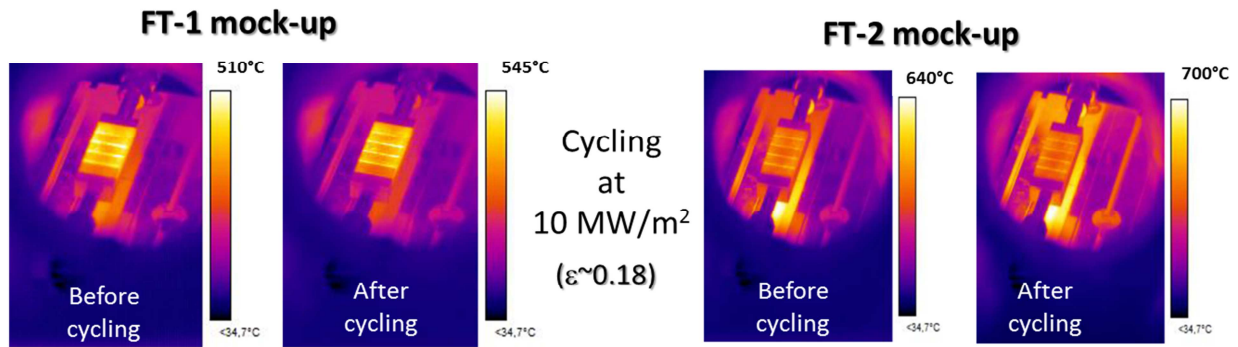 FT-1 mock-up
FT-2 mock-up
510°C
545°C
640°C
700°C
Cycling
at
10 MW/m²
(ε~0.18)
Before
cycling
After
cycling
Before
cycling
After
cycling
<34,7°C
<34,7°C
<34,7°C
<34,7°C